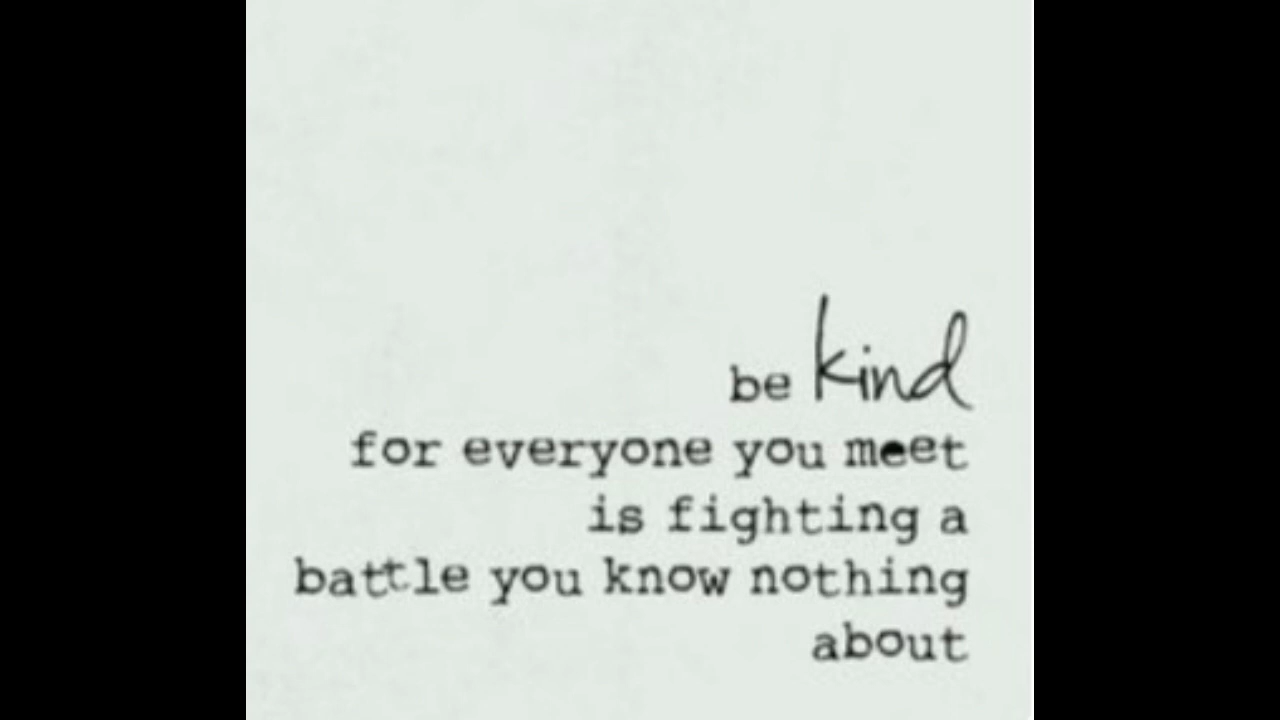 be kind
for everyone you meet
is fighting a
battle you know nothing
about